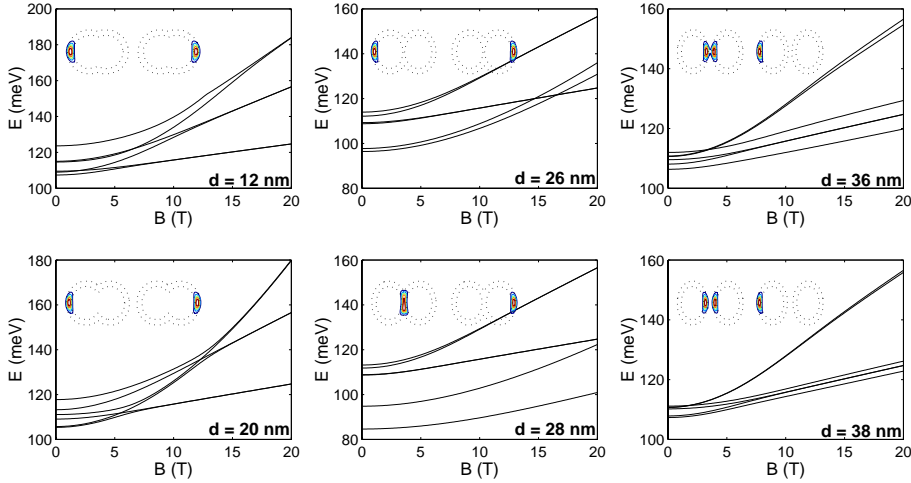 200
180
160
140
120
100
E (meV)
0 5 10 15 20
B (T)
d = 12 nm
160
140
120
100
80
E (meV)
0 5 10 15 20
B (T)
d = 26 nm
160
140
120
100
E (meV)
0 5 10 15 20
B (T)
d = 36 nm
180
160
140
120
100
E (meV)
0 5 10 15 20
B (T)
d = 20 nm
160
140
120
100
80
E (meV)
0 5 10 15 20
B (T)
d = 28 nm
160
140
120
100
E (meV)
0 5 10 15 20
B (T)
d = 38 nm